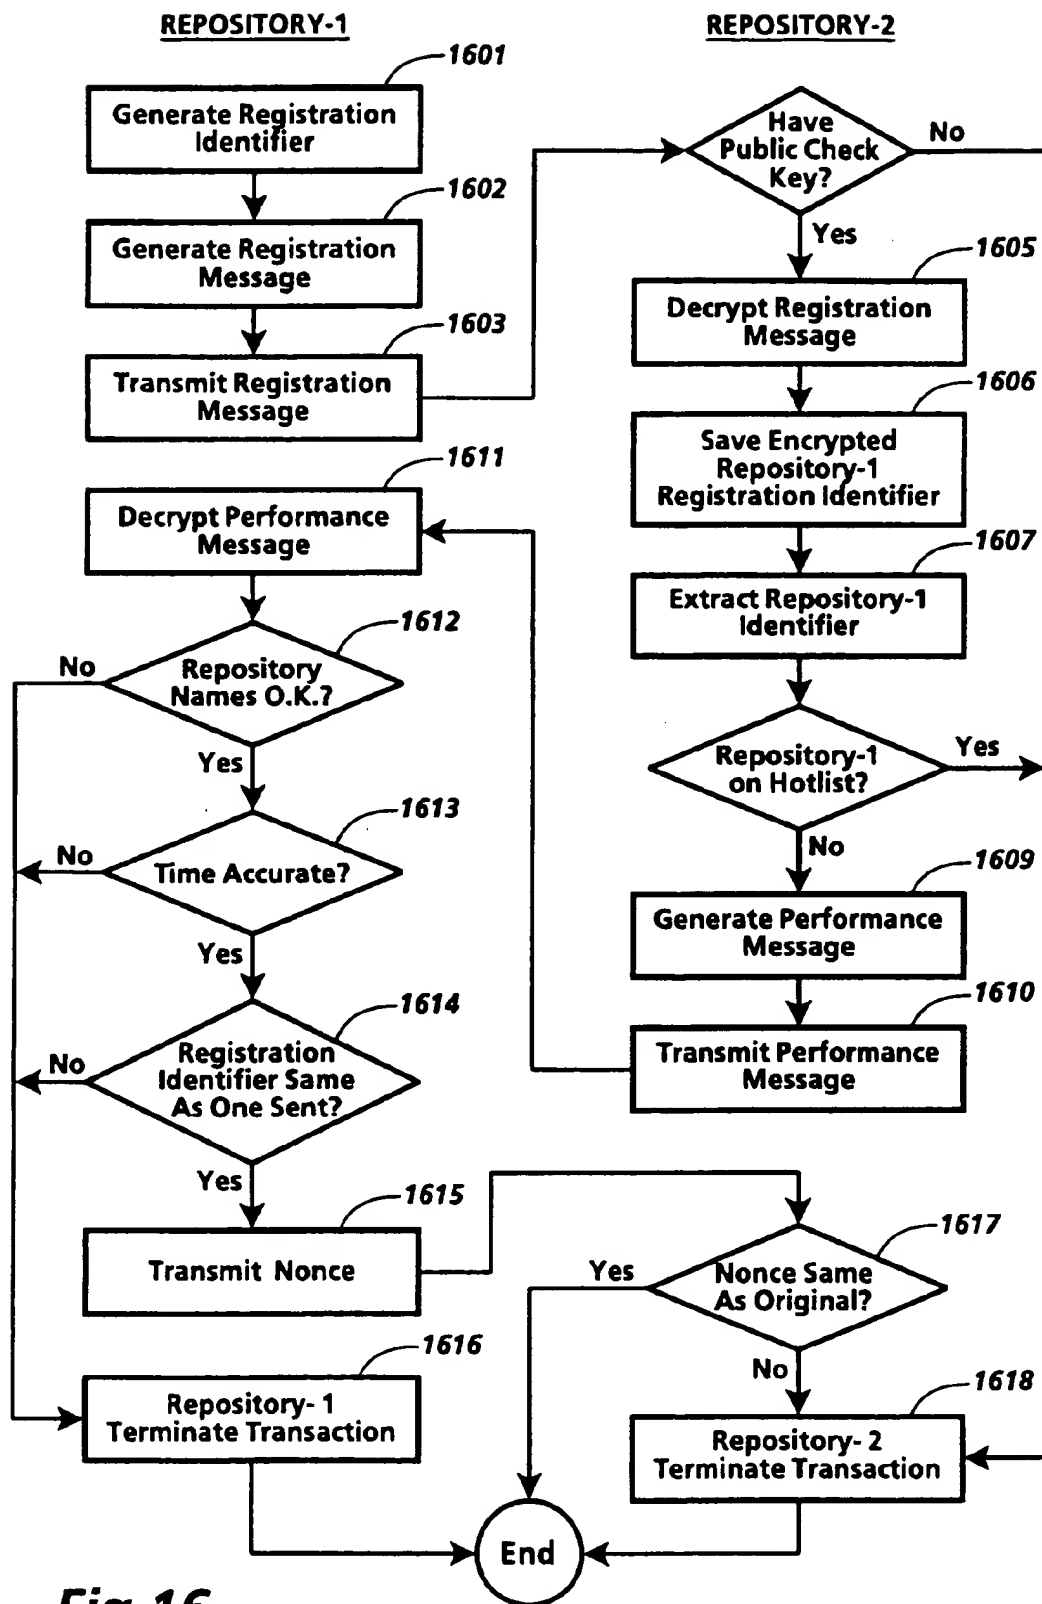 REPOSITORY-1
1601
Generate Registration
Identifier
1602
Generate Registration
Message
1603
Transmit Registration
Message
1611
Decrypt Performance
Message
1612
No
Repository
Names O.K.?
Yes
1613
No
Time Accurate?
Yes
1614
No
Registration
Identifier Same
As One Sent?
Yes
1615
Transmit Nonce
1616
Repository- 1
Terminate Transaction
REPOSITORY-2
Have
Public Check
Key?
No
Yes
1605
Decrypt Registration
Message
1606
Save Encrypted
Repository-1
Registration Identifier
1607
Extract Repository-1
Identifier
Repository-1
on Hotlist?
Yes
No
1609
Generate Performance
Message
1610
Transmit Performance
Message
1617
Yes
Nonce Same
As Original?
No
1618
Repository- 2
Terminate Transaction
End
Fig. 16